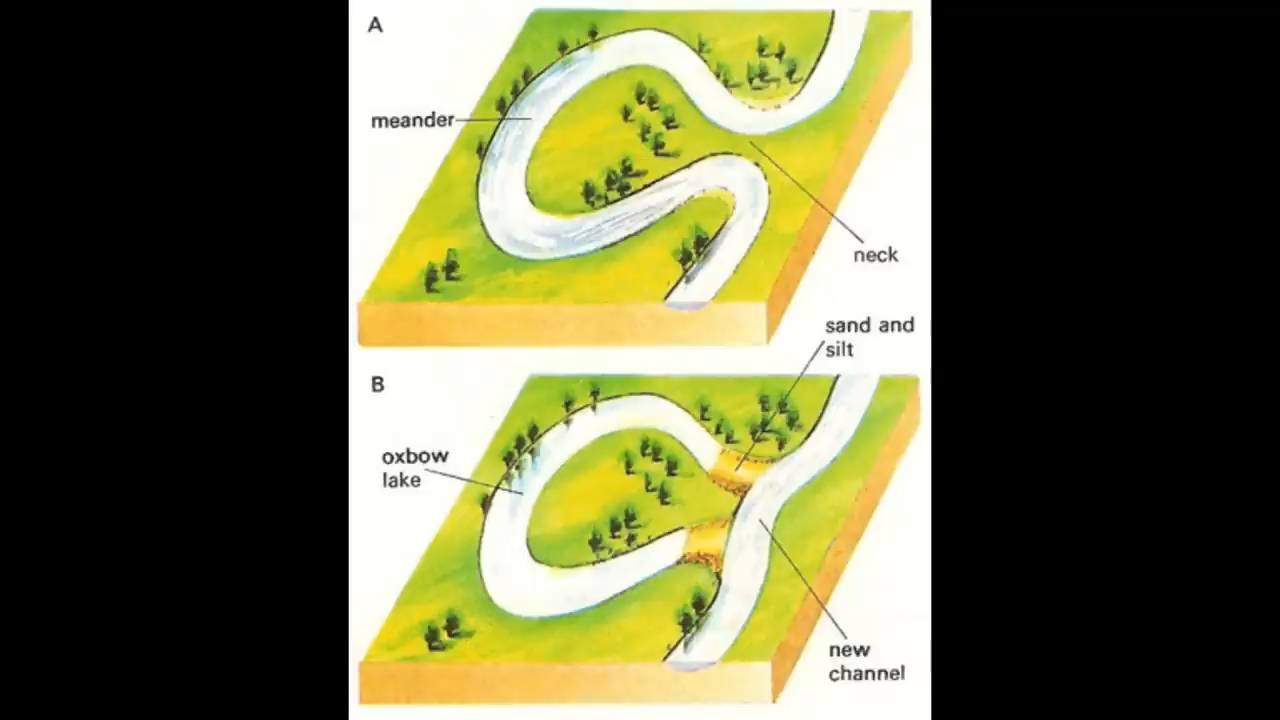 A
meander
neck
sand and
silt
B
oxbow
lake
new
channel